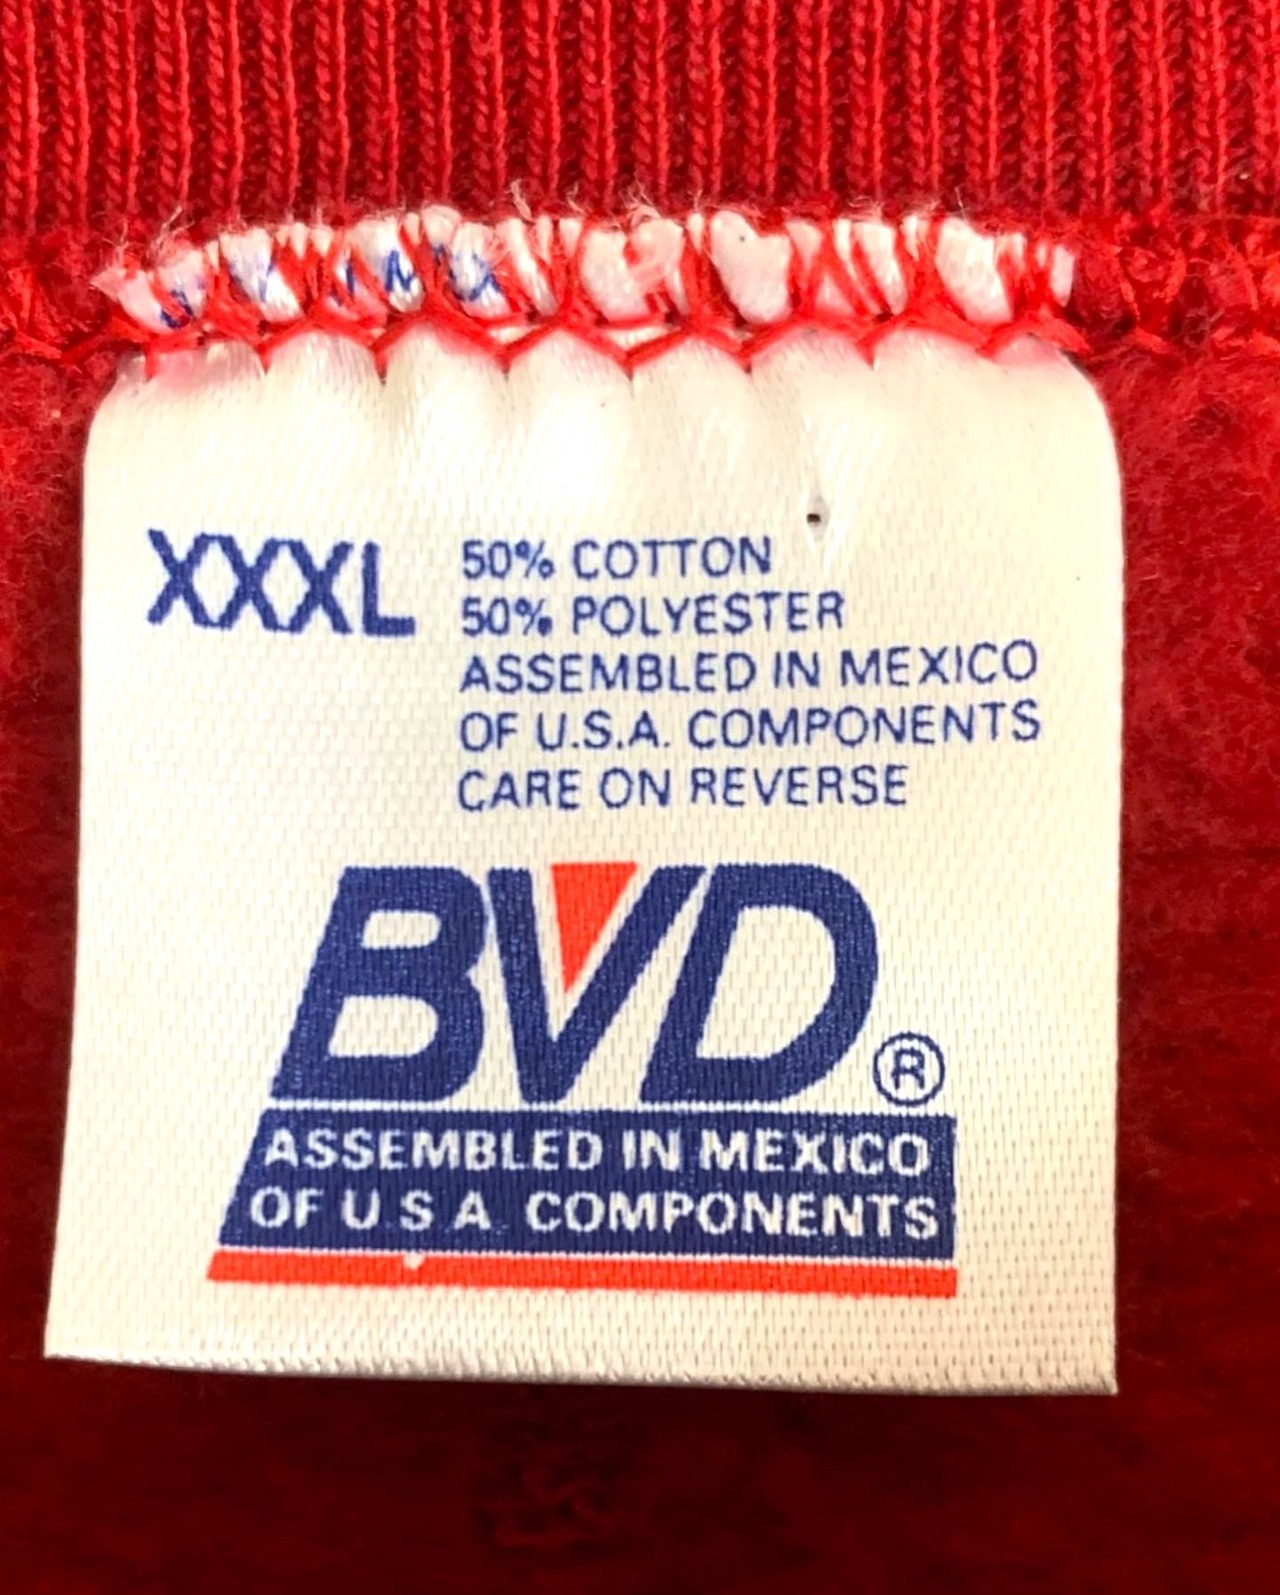 XXXL
50% COTTON
50% POLYESTER
ASSEMBLED IN MEXICO
OF U.S.A. COMPONENTS
CARE ON REVERSE
BVD®
ASSEMBLED IN MEXICO
OF U S A COMPONENTS